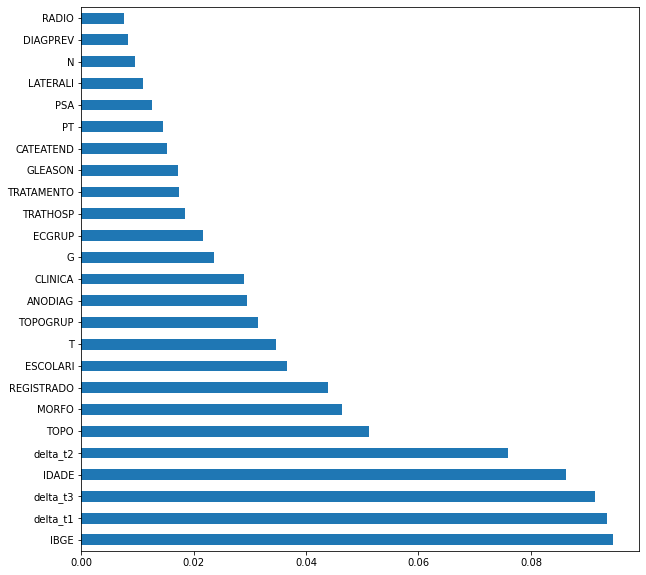 RADIO
DIAGPREV
N
LATERALI
PSA
PT
CATEATEND
GLEASON
TRATAMENTO
TRATHOSP
ECGRUP
G
CLINICA
ANODIAG
TOPOGRUP
T
ESCOLARI
REGISTRADO
MORFO
TOPO
delta_t2
IDADE
delta_t3
delta_t1
IBGE
0.00 0.02 0.04 0.06 0.08